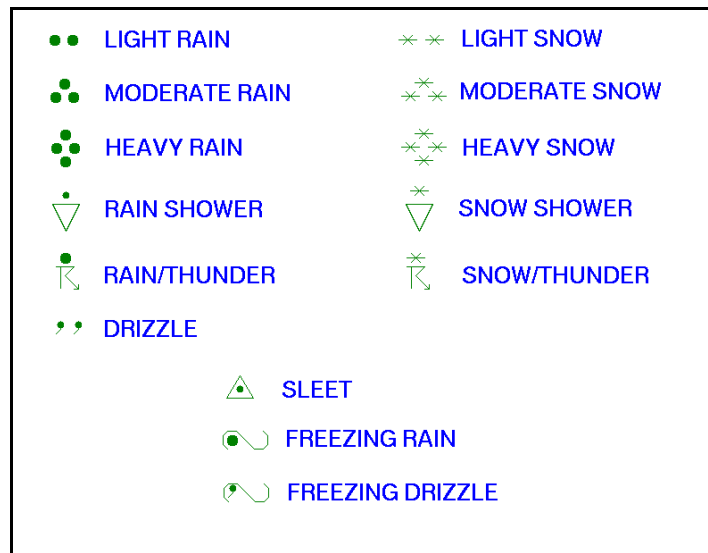 LIGHT RAIN
LIGHT SNOW
MODERATE RAIN
MODERATE SNOW
HEAVY RAIN
HEAVY SNOW
RAIN SHOWER
SNOW SHOWER
RAIN/THUNDER
SNOW/THUNDER
DRIZZLE
SLEET
FREEZING RAIN
FREEZING DRIZZLE